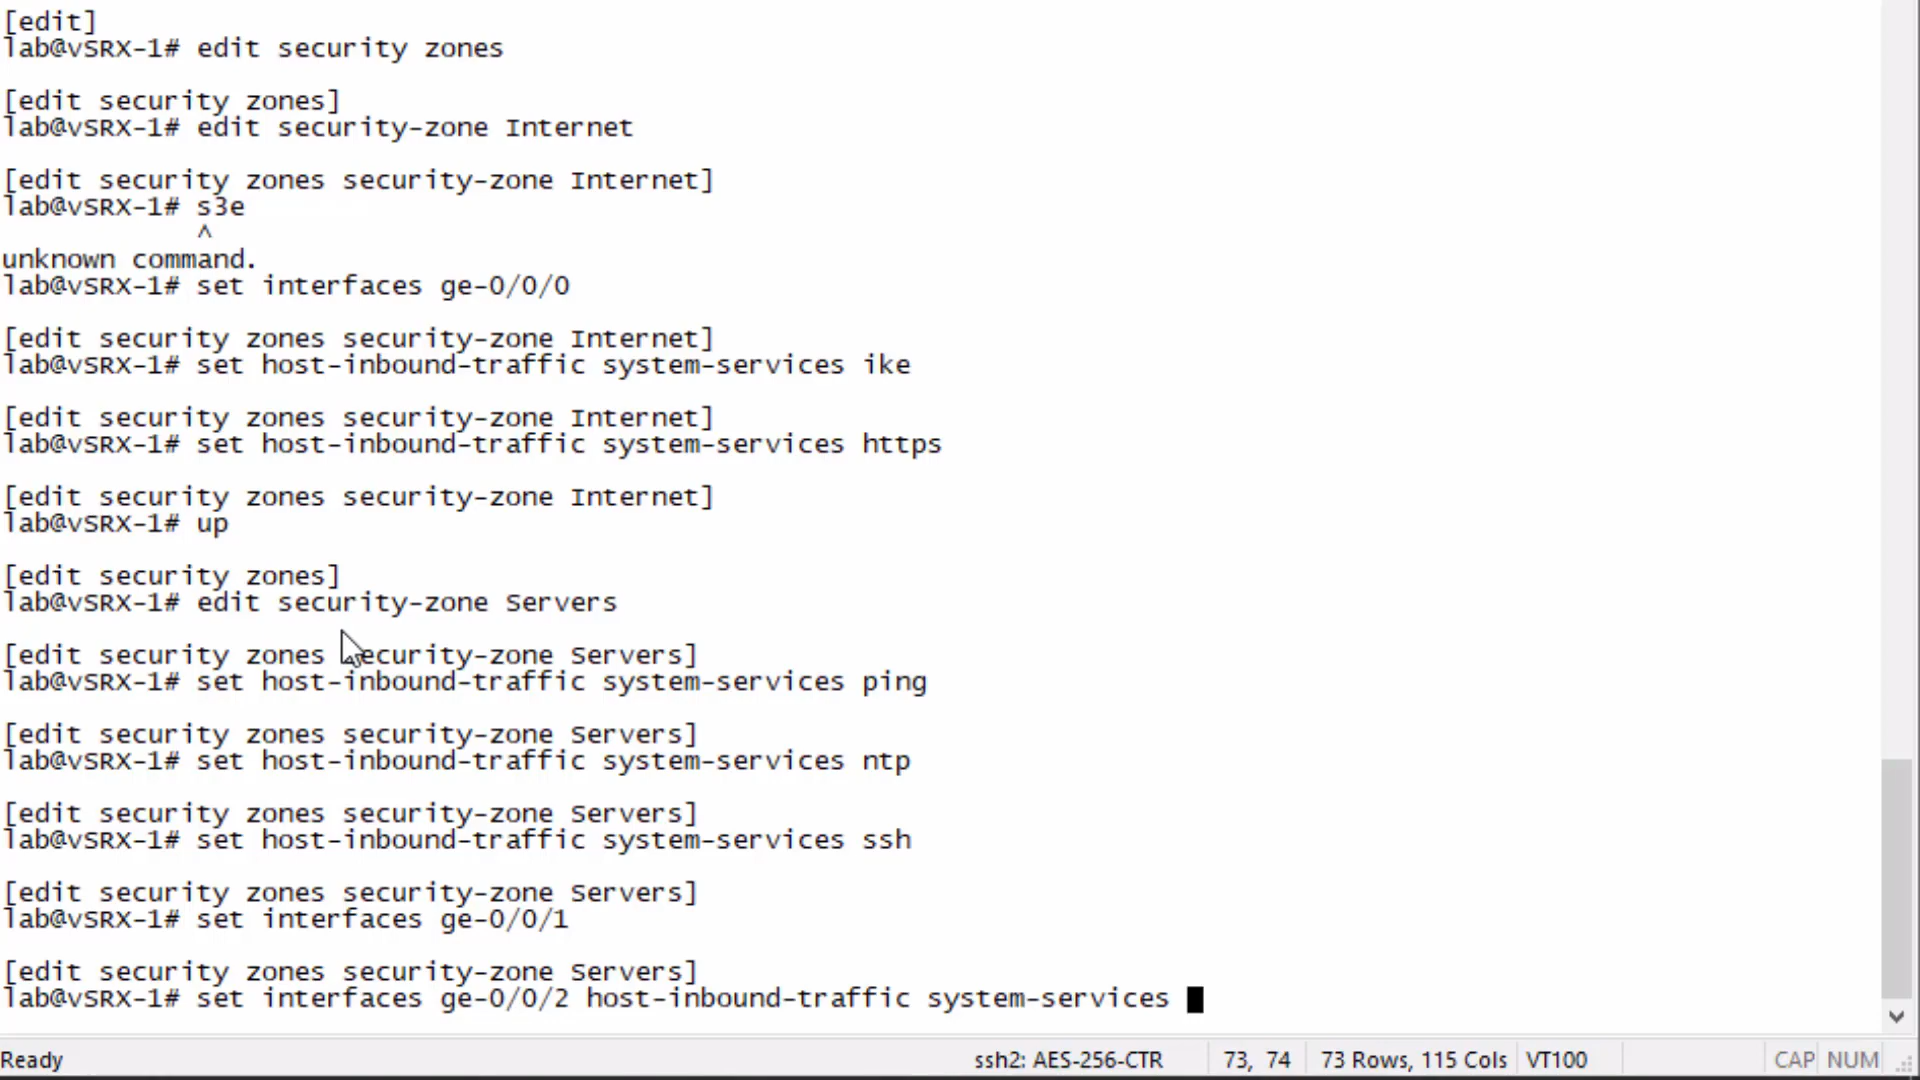 [edit]
lab@vSRX-1# edit security zones
[edit security zones]
lab@vSRX-1# edit security-zone Internet
[edit security zones security-zone Internet]
lab@vSRX-1# s3e
^
unknown command.
lab@vSRX-1# set interfaces ge-0/0/0
[edit security zones security-zone Internet]
lab@vSRX-1# set host-inbound-traffic system-services ike
[edit security zones security-zone Internet]
lab@vSRX-1# set host-inbound-traffic system-services https
[edit security zones security-zone Internet]
lab@vSRX-1# up
[edit security zones]
lab@vSRX-1# edit security-zone Servers
[edit security zones security-zone Servers]
lab@vSRX-1# set host-inbound-traffic system-services ping
[edit security zones security-zone Servers]
lab@vSRX-1# set host-inbound-traffic system-services ntp
[edit security zones security-zone Servers]
lab@vSRX-1# set host-inbound-traffic system-services ssh
[edit security zones security-zone Servers]
lab@vSRX-1# set interfaces ge-0/0/1
[edit security zones security-zone Servers]
lab@vSRX-1# set interfaces ge-0/0/2 host-inbound-traffic system-services
Ready ssh2: AES-256-CTR 73, 74 73 Rows, 115 Cols VT100 CAP NUM